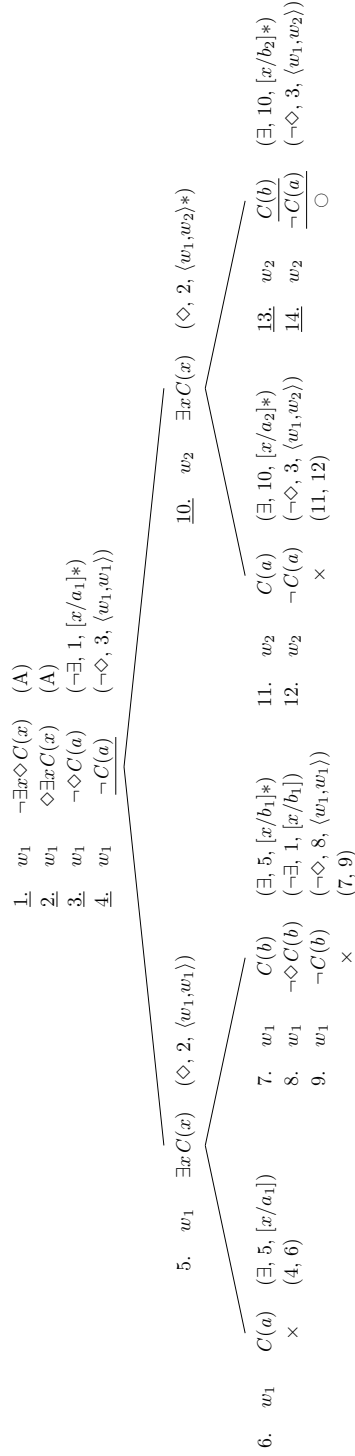 1. w₁ ¬∃x◇C(x) (A)
2. w₁ ◇∃xC(x) (A)
3. w₁ ¬◇C(a) (¬∃, 1, [x/a₁]*)
4. w₁ ¬C(a) (¬◇, 3, ⟨w₁,w₁⟩)
5. w₁ ∃xC(x) (◇, 2, ⟨w₁,w₁⟩)
10. w₂ ∃xC(x) (◇, 2, ⟨w₁,w₂⟩*)
6. w₁ C(a) (∃, 5, [x/a₁])
× (4, 6)
7. w₁ C(b) (∃, 5, [x/b₁]*)
8. w₁ ¬◇C(b) (¬∃, 1, [x/b₁])
9. w₁ ¬C(b) (¬◇, 8, ⟨w₁,w₁⟩)
× (7, 9)
11. w₂ C(a) (∃, 10, [x/a₂]*)
12. w₂ ¬C(a) (¬◇, 3, ⟨w₁,w₂⟩)
× (11, 12)
13. w₂ C(b) (∃, 10, [x/b₂]*)
14. w₂ ¬C(a) (¬◇, 3, ⟨w₁,w₂⟩)
○